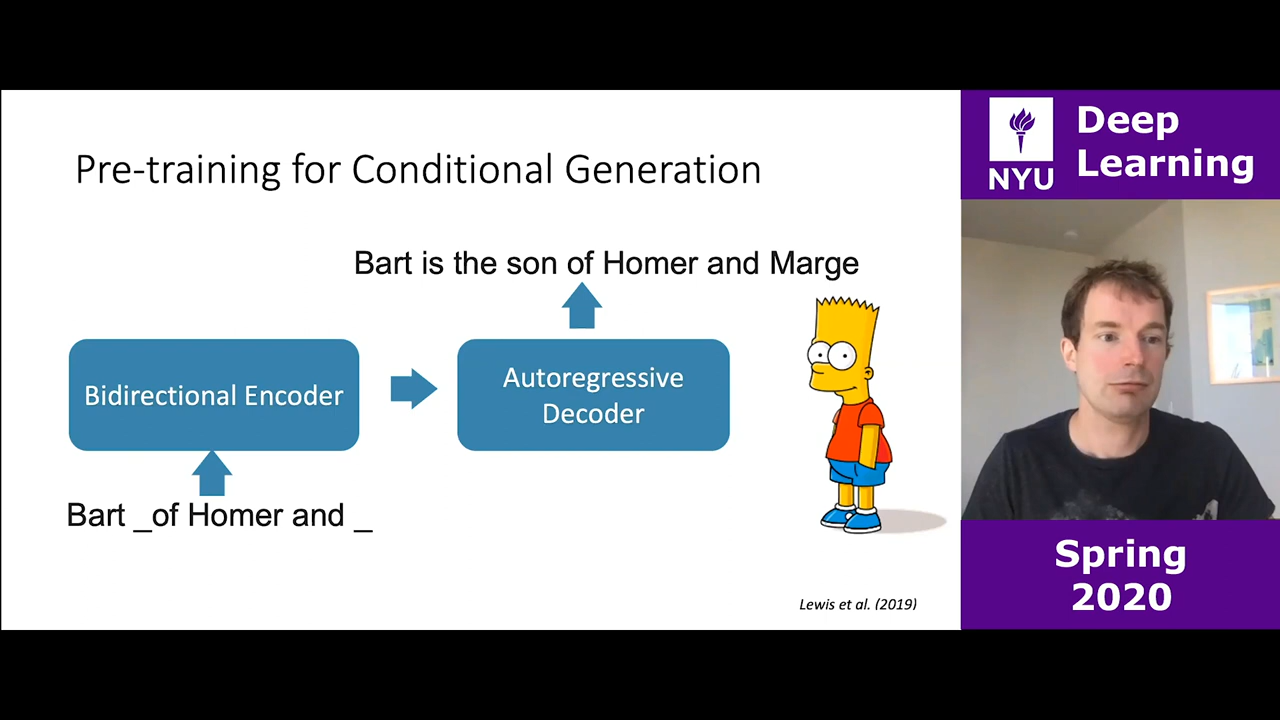 Pre-training for Conditional Generation
Bart is the son of Homer and Marge
Bidirectional Encoder
Autoregressive
Decoder
Bart _of Homer and _
Lewis et al. (2019)
NYU
Deep
Learning
Spring
2020